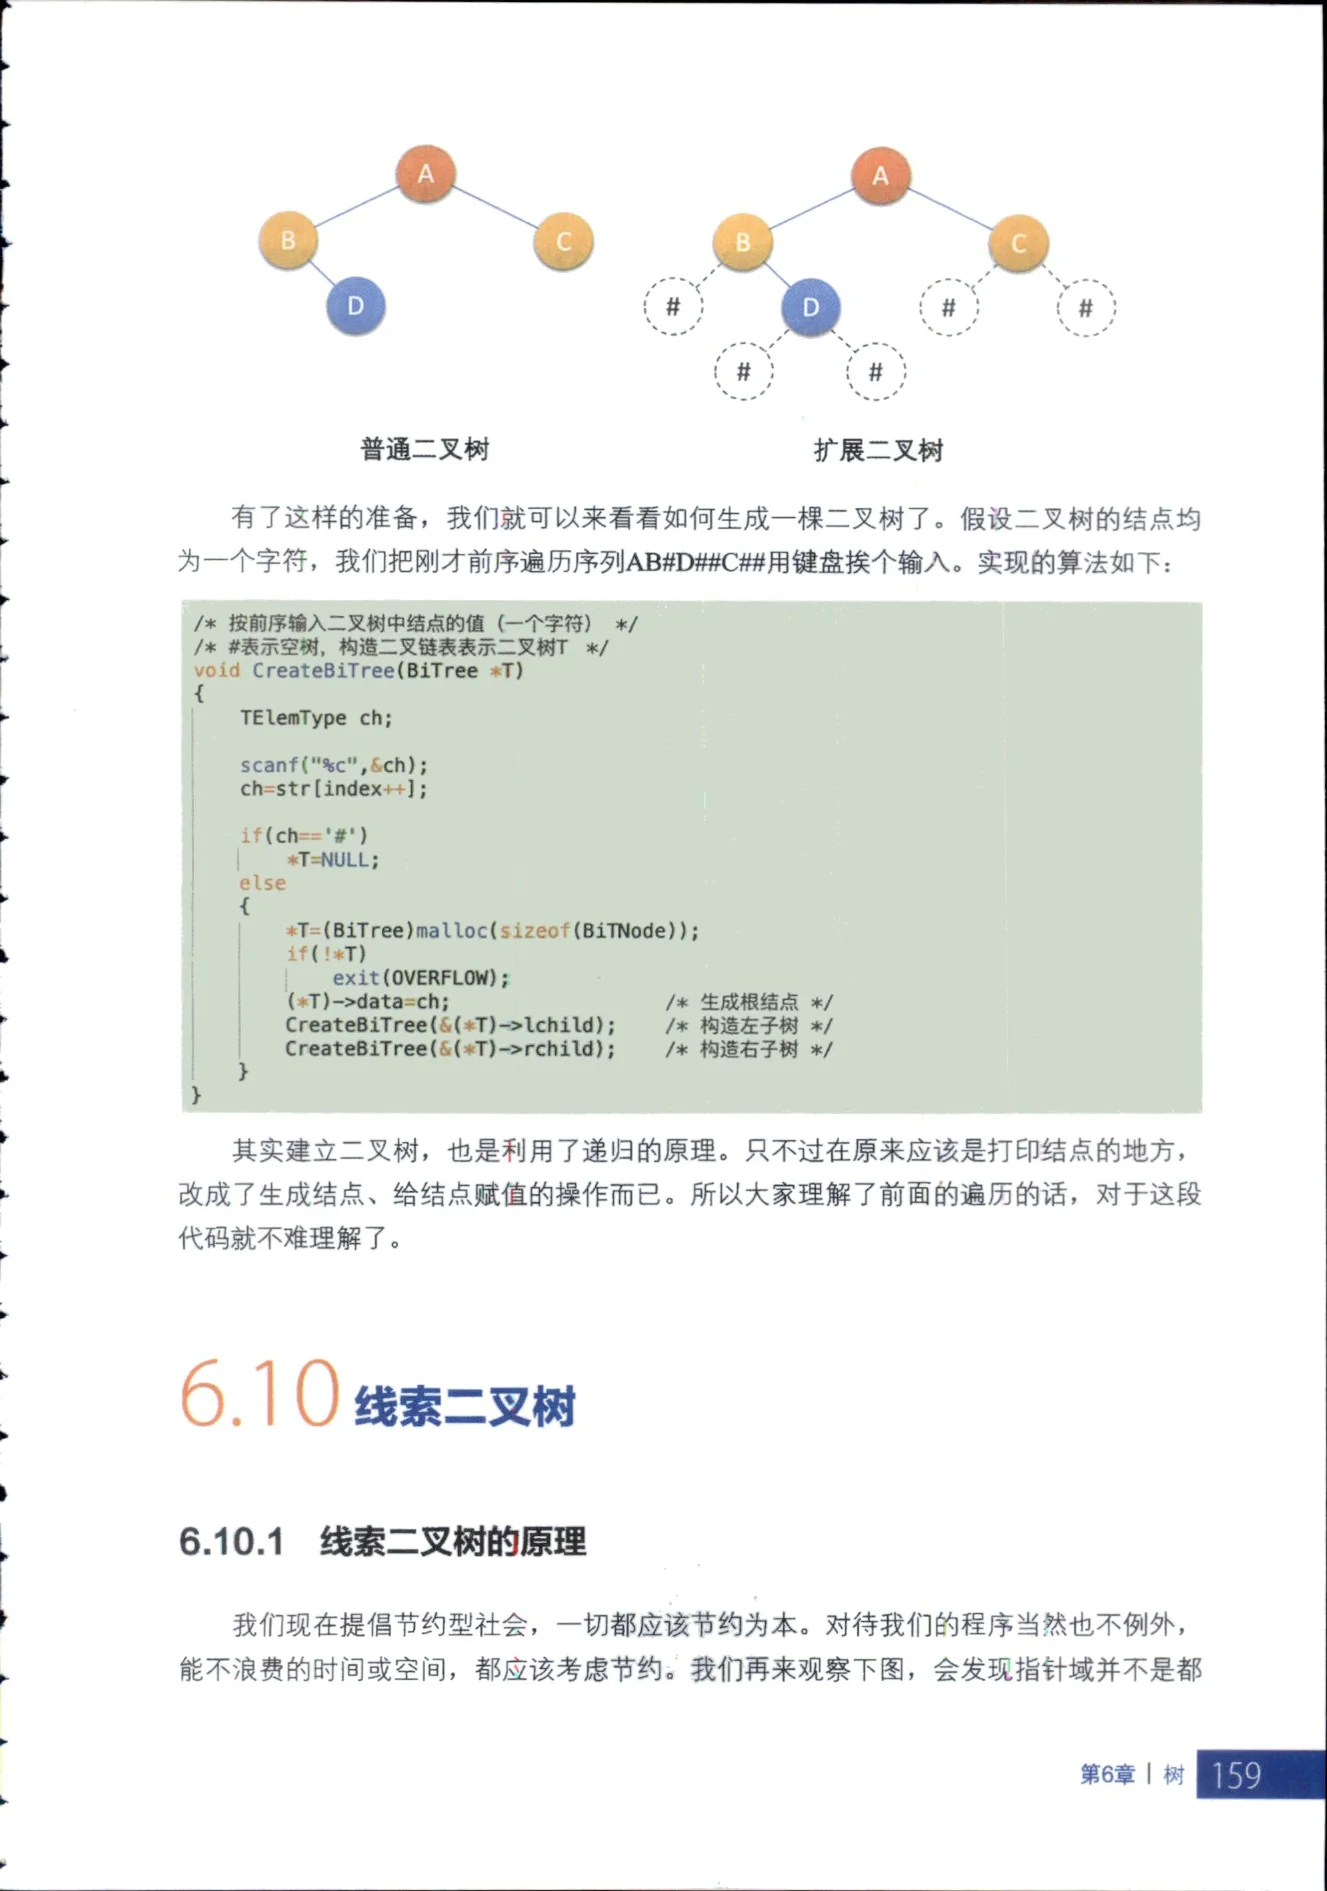 A
A
B
C
B
C
D
#
D
#
#
#
#
普通二叉树
扩展二叉树
有了这样的准备，我们就可以来看看如何生成一棵二叉树了。假设二叉树的结点均
为一个字符，我们把刚才前序遍历序列AB#D##C##用键盘挨个输入。实现的算法如下：
/* 按前序输入二叉树中结点的值（一个字符） */
/* #表示空树，构造二叉链表表示二叉树T */
void CreateBiTree(BiTree *T)
{
TElemType ch;
scanf("%c",&ch);
ch=str[index++];
if(ch=='#')
*T=NULL;
else
{
*T=(BiTree)malloc(sizeof(BiTNode));
if(!*T)
exit(OVERFLOW);
(*T)->data=ch; /* 生成根结点 */
CreateBiTree(&(*T)->lchild); /* 构造左子树 */
CreateBiTree(&(*T)->rchild); /* 构造右子树 */
}
}
其实建立二叉树，也是利用了递归的原理。只不过在原来应该是打印结点的地方，
改成了生成结点、给结点赋值的操作而已。所以大家理解了前面的遍历的话，对于这段
代码就不难理解了。
6.10 线索二叉树
6.10.1 线索二叉树的原理
我们现在提倡节约型社会，一切都应该节约为本。对待我们的程序当然也不例外，
能不浪费的时间或空间，都应该考虑节约。我们再来观察下图，会发现指针域并不是都
第6章 | 树 159